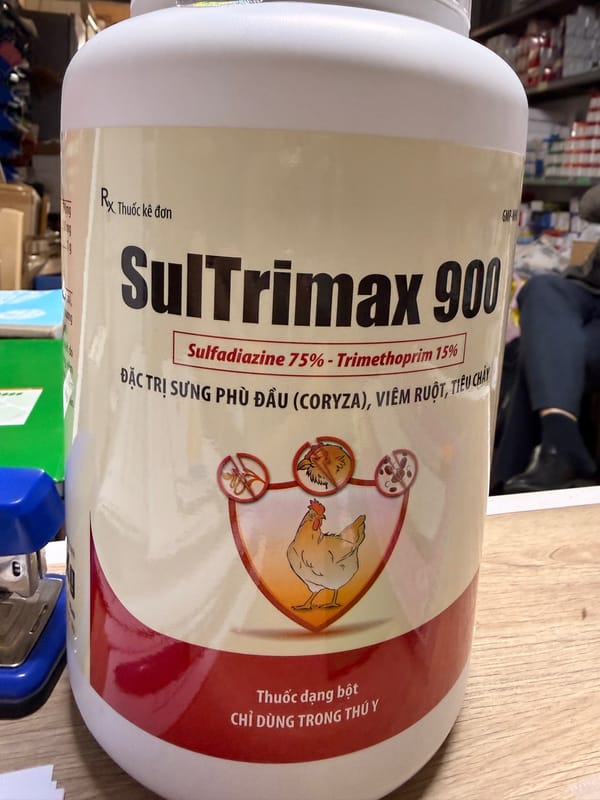 Rx Thuốc kê đơn
SulTrimax 900
Sulfadiazine 75% - Trimethoprim 15%
ĐẶC TRỊ SƯNG PHÙ ĐẦU (CORYZA), VIÊM RUỘT, TIÊU CHẢY
Thuốc dạng bột
CHỈ DÙNG TRONG THÚ Y